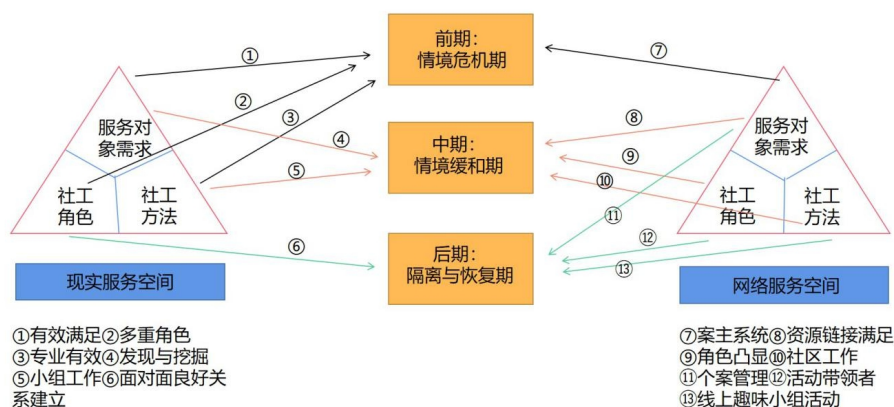 前期：
情境危机期
中期：
情境缓和期
后期：
隔离与恢复期
服务对
象需求
社工
角色
社工
方法
现实服务空间
①
②
③
④
⑤
⑥
①有效满足②多重角色
③专业有效④发现与挖掘
⑤小组工作⑥面对面良好关
系建立
服务对
象需求
社工
角色
社工
方法
网络服务空间
⑦
⑧
⑨
⑩
⑪
⑫
⑬
⑦案主系统⑧资源链接满足
⑨角色凸显⑩社区工作
⑪个案管理⑫活动带领者
⑬线上趣味小组活动